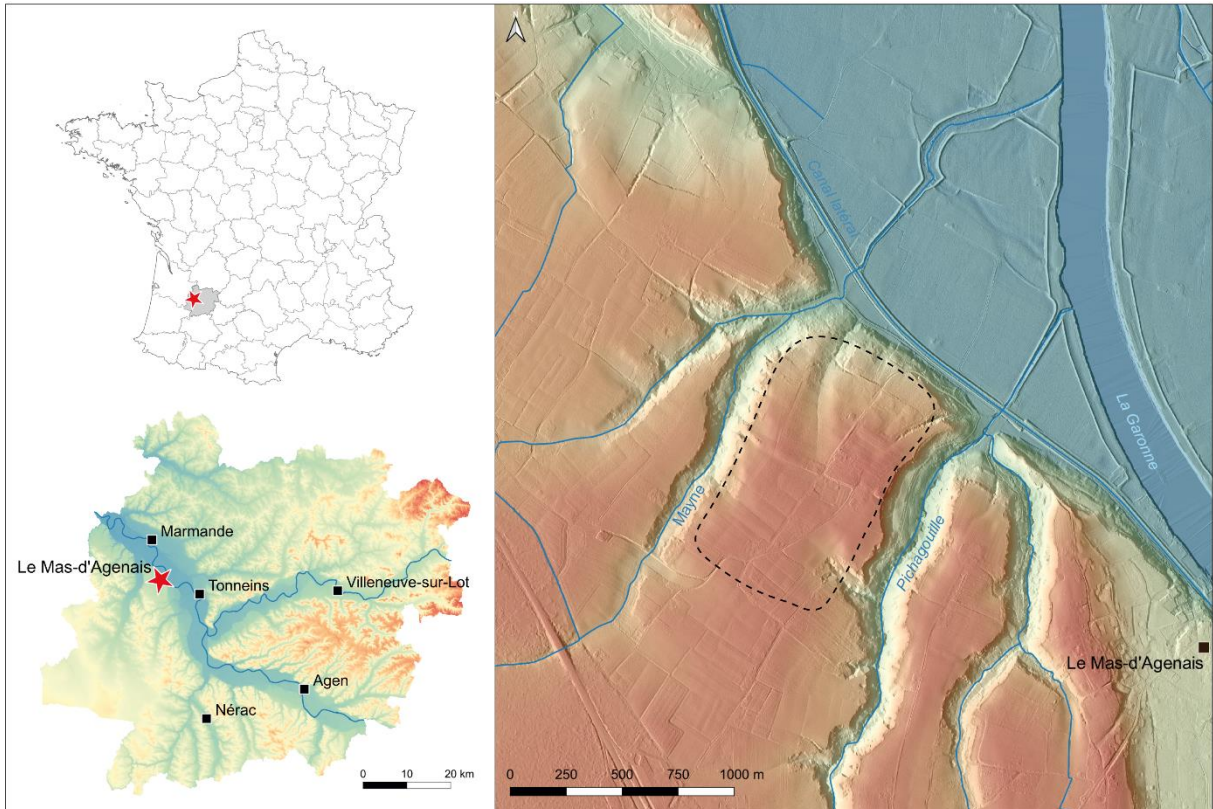 Marmande
Le Mas-d'Agenais
Tonneins
Villeneuve-sur-Lot
Agen
Nérac
0 10 20 km
Canal latéral
La Garonne
Mayne
Pichagouille
Le Mas-d'Agenais
0 250 500 750 1000 m